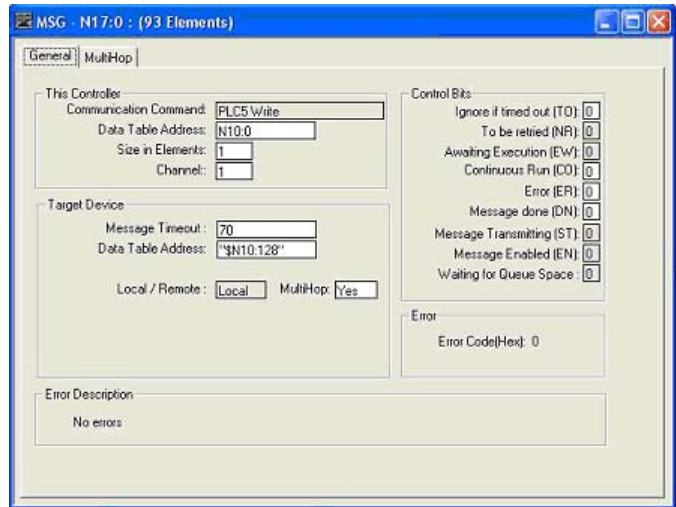 MSG - N17:0 : (93 Elements)
General MultiHop
This Controller
Communication Command: PLC5 Write
Data Table Address: N10:0
Size in Elements: 1
Channel:: 1
Target Device
Message Timeout : 70
Data Table Address: "$N10:128"
Local / Remote : Local MultiHop: Yes
Control Bits
Ignore if timed out (TO): 0
To be retried (NR): 0
Awaiting Execution (EW): 0
Continuous Run (CO): 0
Error (ER): 0
Message done (DN): 0
Message Transmitting (ST): 0
Message Enabled (EN): 0
Waiting for Queue Space : 0
Error
Error Code(Hex): 0
Error Description
No errors